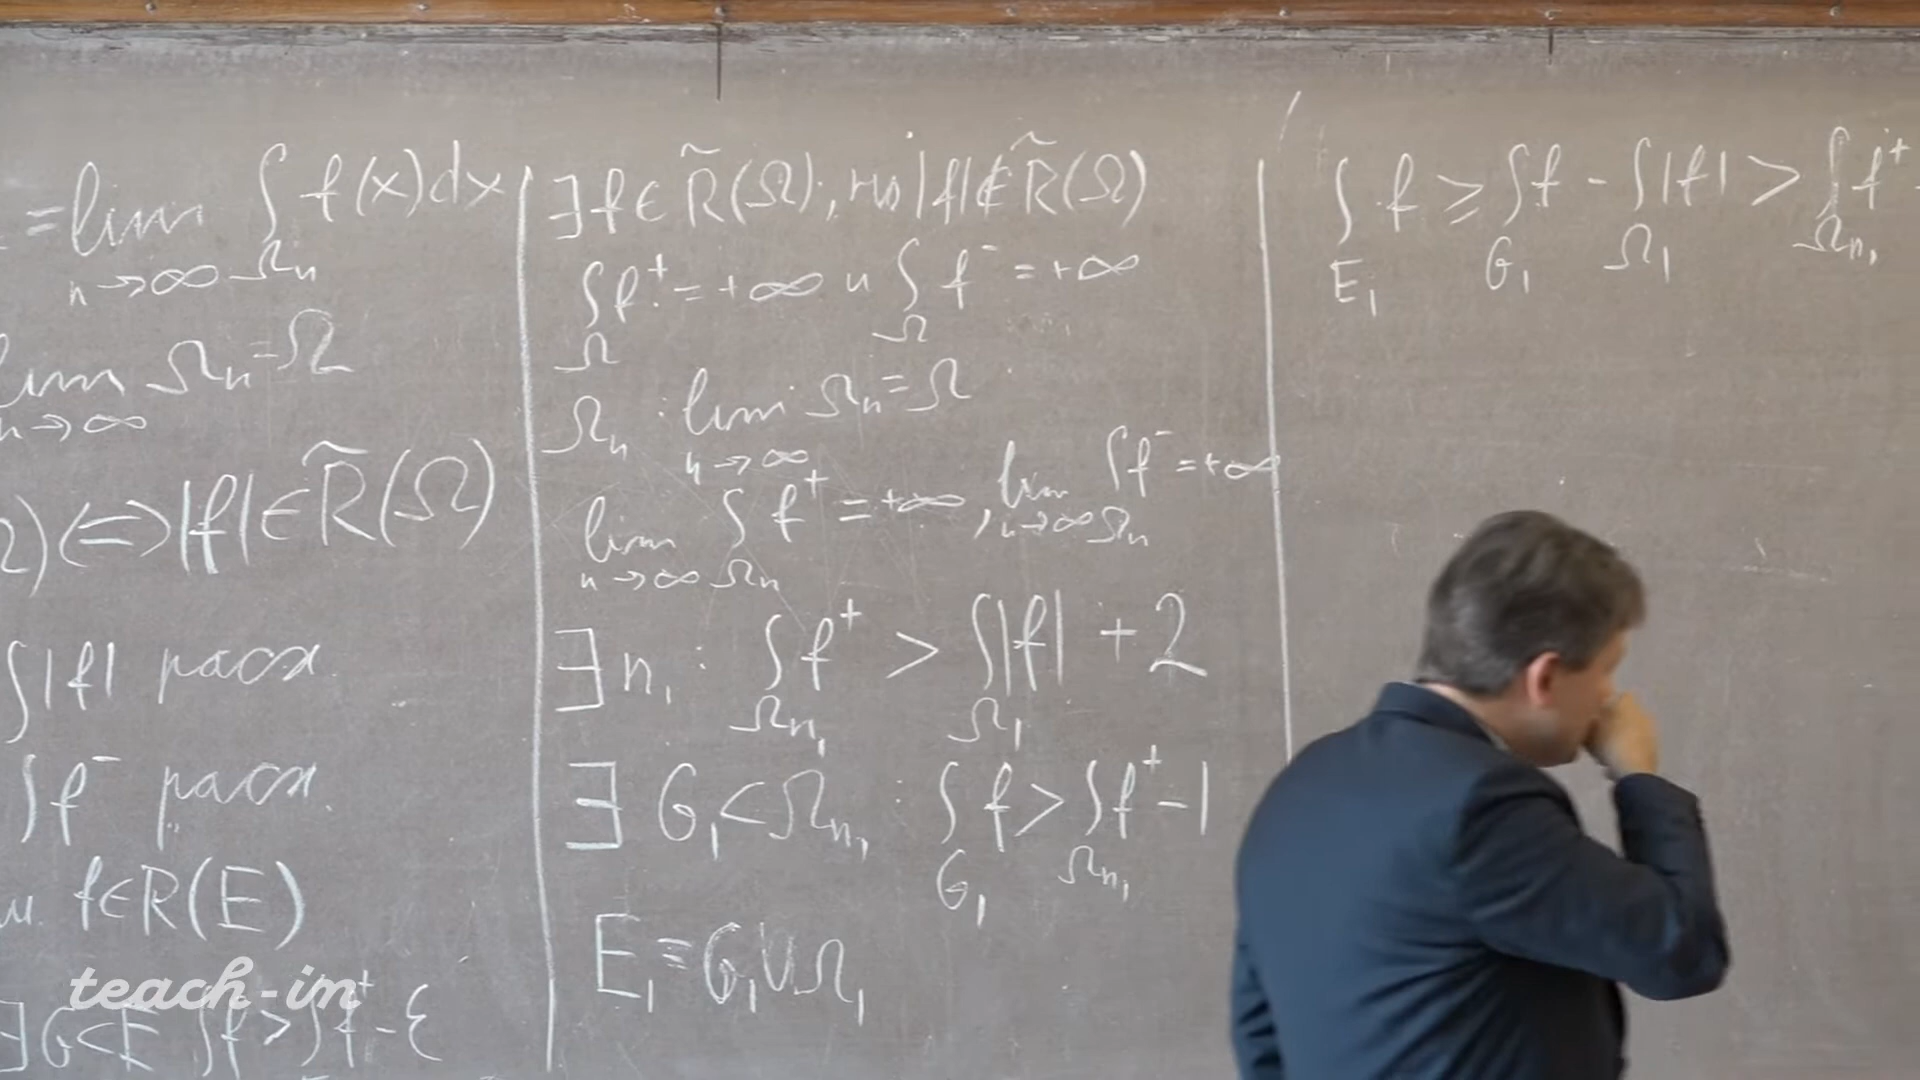 = lim ∫ f(x)dx
n→∞ Ωn
lim Ωn = Ω
n→∞
) ⇔ |f| ∈ R̃(Ω)
∫|f| расх.
∫f⁻ расх.
f∈R(E)
∃ G⊂E ∫f > ∫f⁺ - ε
teach-in
∃ f ∈ R̃(Ω), но |f| ∉ R̃(Ω)
∫f⁺ = +∞ и ∫f⁻ = +∞
Ω Ω
Ωn : lim Ωn = Ω
n→∞
lim ∫ f⁺ = +∞, lim ∫f⁻ = +∞
n→∞ Ωn n→∞ Ωn
∃ n₁ : ∫ f⁺ > ∫|f| + 2
Ωn₁ Ω₁
∃ G₁ ⊂ Ωn₁ : ∫ f > ∫f⁺ - 1
G₁ Ωn₁
E₁ ≡ G₁ ∪ Ω₁
∫ f ≥ ∫f - ∫|f| > ∫f⁺ -
E₁ G₁ Ω₁ Ωn₁